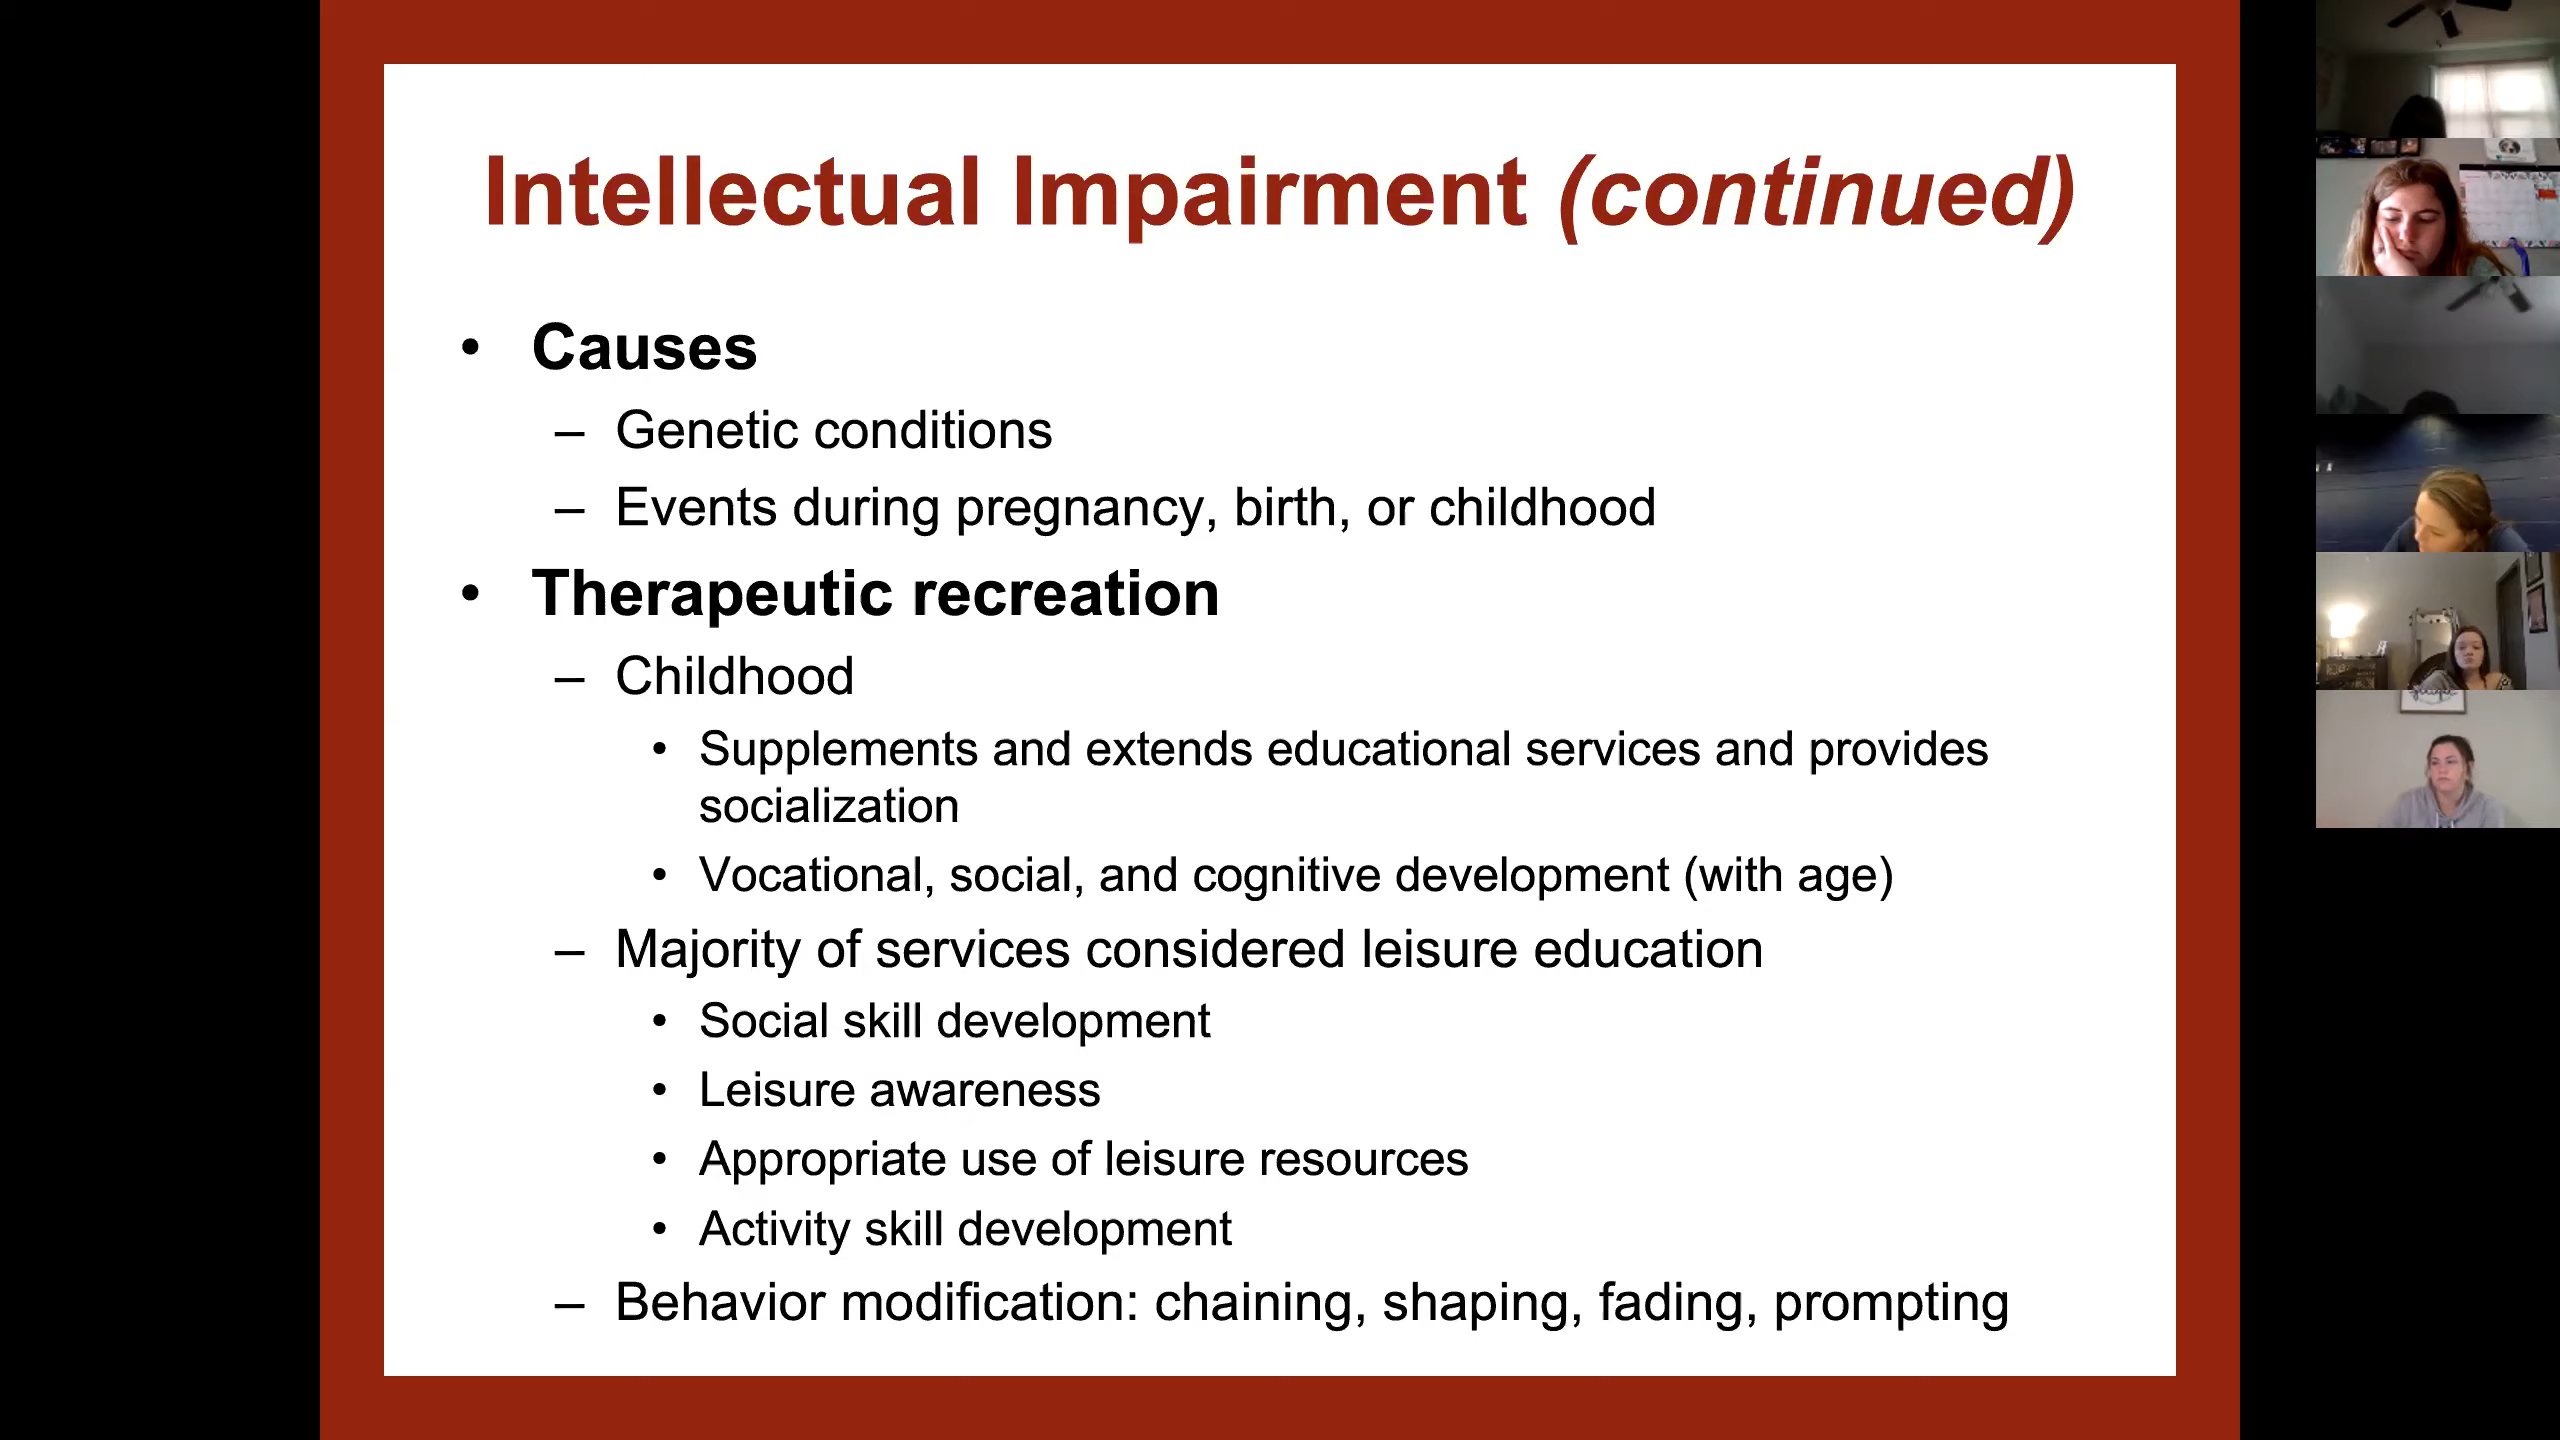 Intellectual Impairment (continued)
• Causes
– Genetic conditions
– Events during pregnancy, birth, or childhood
• Therapeutic recreation
– Childhood
• Supplements and extends educational services and provides
socialization
• Vocational, social, and cognitive development (with age)
– Majority of services considered leisure education
• Social skill development
• Leisure awareness
• Appropriate use of leisure resources
• Activity skill development
– Behavior modification: chaining, shaping, fading, prompting